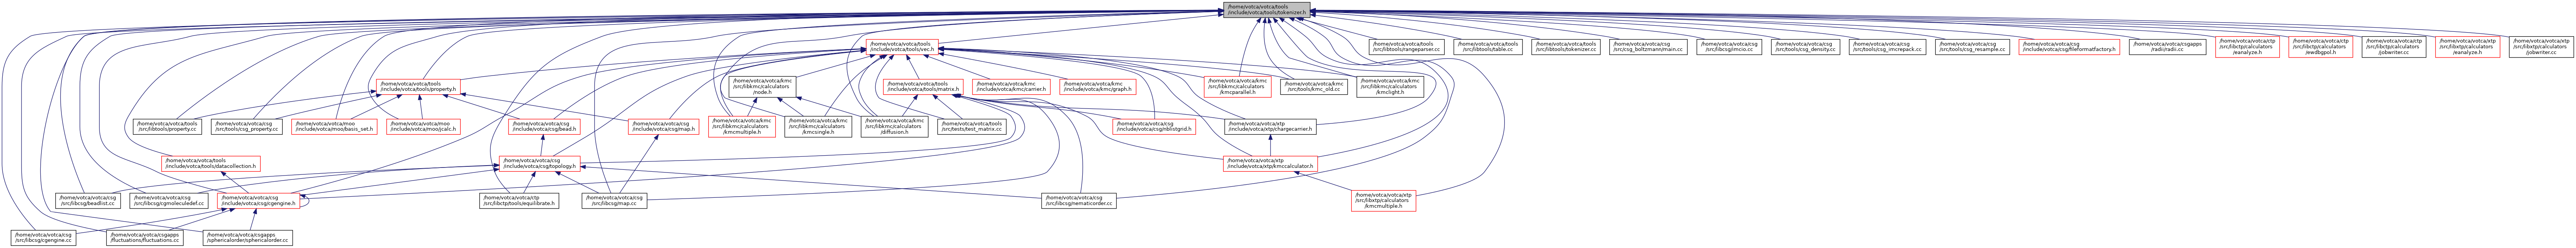 /home/votca/votca/tools
/include/votca/tools/tokenizer.h
/home/votca/votca/tools
/include/votca/tools/vec.h
/home/votca/votca/tools
/src/libtools/rangeparser.cc
/home/votca/votca/tools
/src/libtools/table.cc
/home/votca/votca/tools
/src/libtools/tokenizer.cc
/home/votca/votca/csg
/src/csg_boltzmann/main.cc
/home/votca/votca/csg
/src/libcsg/imcio.cc
/home/votca/votca/csg
/src/tools/csg_density.cc
/home/votca/votca/csg
/src/tools/csg_imcrepack.cc
/home/votca/votca/csg
/src/tools/csg_resample.cc
/home/votca/votca/csg
/include/votca/csg/fileformatfactory.h
/home/votca/votca/csgapps
/radii/radii.cc
/home/votca/votca/ctp
/src/libctp/calculators
/eanalyze.h
/home/votca/votca/ctp
/src/libctp/calculators
/ewdbgpol.h
/home/votca/votca/ctp
/src/libctp/calculators
/jobwriter.cc
/home/votca/votca/xtp
/src/libxtp/calculators
/eanalyze.h
/home/votca/votca/xtp
/src/libxtp/calculators
/jobwriter.cc
/home/votca/votca/tools
/include/votca/tools/property.h
/home/votca/votca/kmc
/src/libkmc/calculators
/node.h
/home/votca/votca/tools
/include/votca/tools/matrix.h
/home/votca/votca/kmc
/include/votca/kmc/carrier.h
/home/votca/votca/kmc
/include/votca/kmc/graph.h
/home/votca/votca/kmc
/src/libkmc/calculators
/kmcparallel.h
/home/votca/votca/kmc
/src/tools/kmc_old.cc
/home/votca/votca/kmc
/src/libkmc/calculators
/kmclight.h
/home/votca/votca/tools
/src/libtools/property.cc
/home/votca/votca/csg
/src/tools/csg_property.cc
/home/votca/votca/moo
/include/votca/moo/basis_set.h
/home/votca/votca/moo
/include/votca/moo/jcalc.h
/home/votca/votca/csg
/include/votca/csg/bead.h
/home/votca/votca/csg
/include/votca/csg/map.h
/home/votca/votca/kmc
/src/libkmc/calculators
/kmcmultiple.h
/home/votca/votca/kmc
/src/libkmc/calculators
/kmcsingle.h
/home/votca/votca/kmc
/src/libkmc/calculators
/diffusion.h
/home/votca/votca/tools
/src/tests/test_matrix.cc
/home/votca/votca/csg
/include/votca/csg/nblistgrid.h
/home/votca/votca/xtp
/include/votca/xtp/chargecarrier.h
/home/votca/votca/tools
/include/votca/tools/datacollection.h
/home/votca/votca/csg
/include/votca/csg/topology.h
/home/votca/votca/xtp
/include/votca/xtp/kmccalculator.h
/home/votca/votca/csg
/src/libcsg/beadlist.cc
/home/votca/votca/csg
/src/libcsg/cgmoleculedef.cc
/home/votca/votca/csg
/include/votca/csg/cgengine.h
/home/votca/votca/ctp
/src/libctp/tools/equilibrate.h
/home/votca/votca/csg
/src/libcsg/map.cc
/home/votca/votca/csg
/src/libcsg/nematicorder.cc
/home/votca/votca/xtp
/src/libxtp/calculators
/kmcmultiple.h
/home/votca/votca/csg
/src/libcsg/cgengine.cc
/home/votca/votca/csgapps
/fluctuations/fluctuations.cc
/home/votca/votca/csgapps
/sphericalorder/sphericalorder.cc